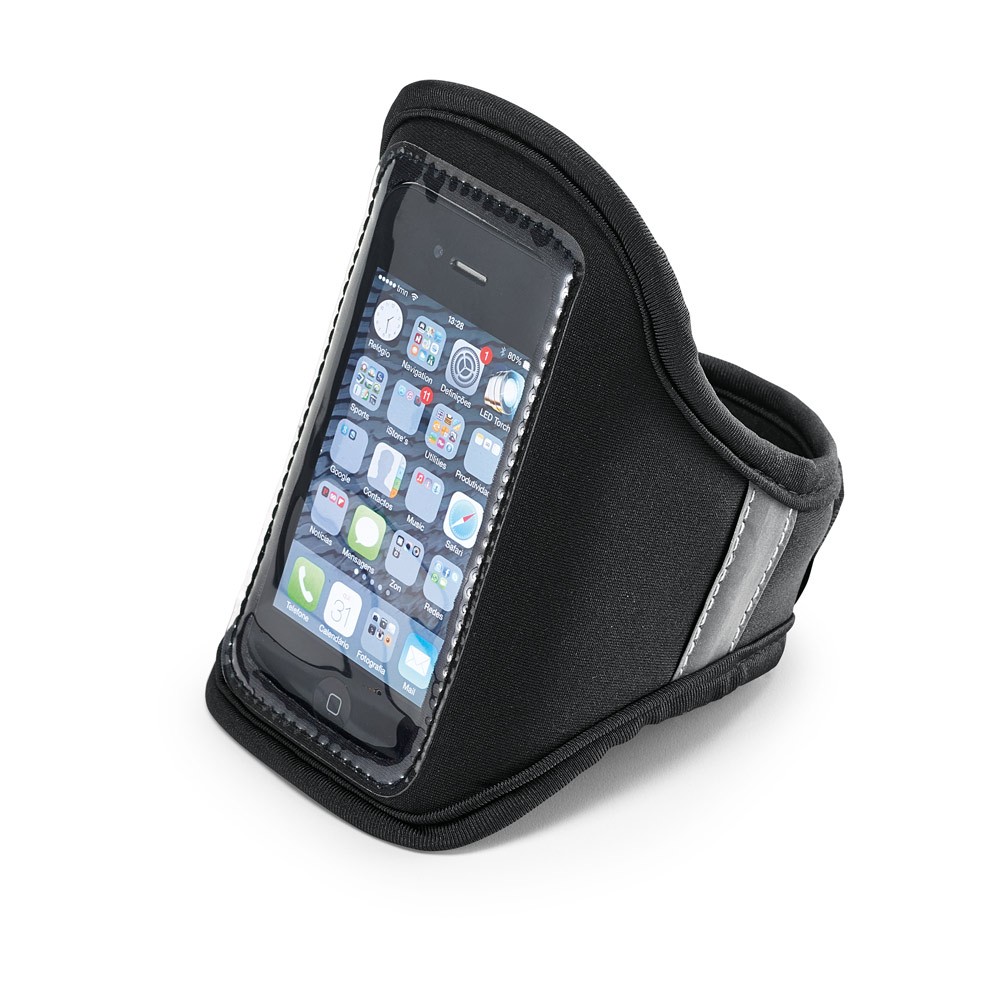 tmn 13:28 80%
1
Relógio Navigation Definições LED Torch
11
Sports iStore's Utilities Produtividade
Google Contactos Music Safari
Notícias Mensagens Zon Redes
31
Telefone Calendário Fotografia Mail